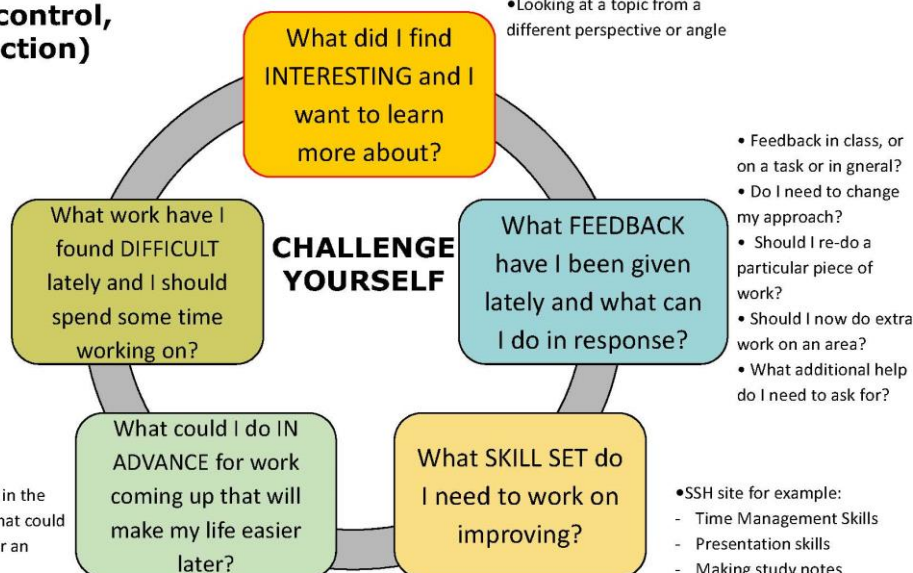 control,
ction)
•Looking at a topic from a
different perspective or angle
What did I find
INTERESTING and I
want to learn
more about?
• Feedback in class, or
on a task or in gneral?
• Do I need to change
my approach?
• Should I re-do a
particular piece of
work?
• Should I now do extra
work on an area?
• What additional help
do I need to ask for?
What FEEDBACK
have I been given
lately and what can
I do in response?
CHALLENGE
YOURSELF
What work have I
found DIFFICULT
lately and I should
spend some time
working on?
What SKILL SET do
I need to work on
improving?
•SSH site for example:
- Time Management Skills
- Presentation skills
- Making study notes
What could I do IN
ADVANCE for work
coming up that will
make my life easier
later?
in the
hat could
r an